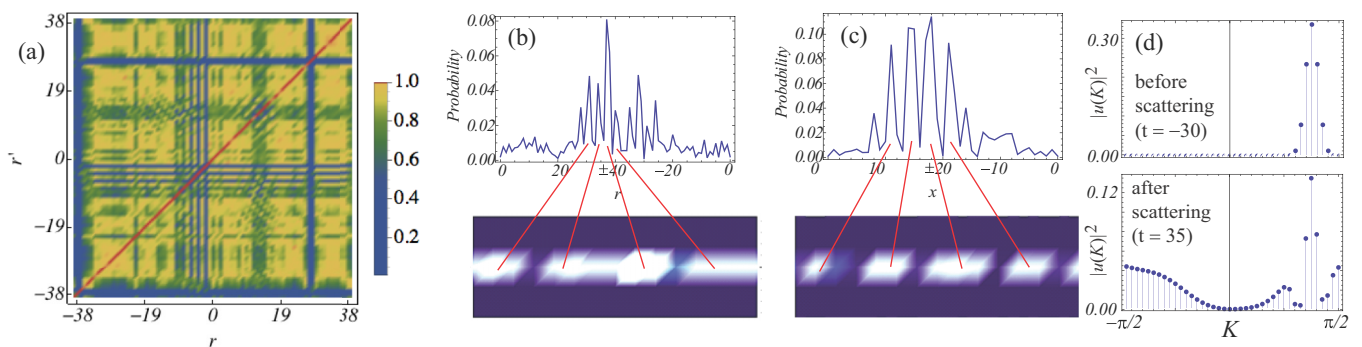 (a)
38
19
r'
0
−19
−38
−38
−19
0
19
38
r
1.0
0.8
0.6
0.4
0.2
(b)
Probability
0.08
0.06
0.04
0.02
0.00
0
20
±40
−20
0
r
(c)
Probability
0.10
0.08
0.06
0.04
0.02
0.00
0
10
±20
−10
0
x
(d)
|u(K)|²
0.30
0.00
before
scattering
(t = −30)
|u(K)|²
0.12
0.00
after
scattering
(t = 35)
−π/2
K
π/2